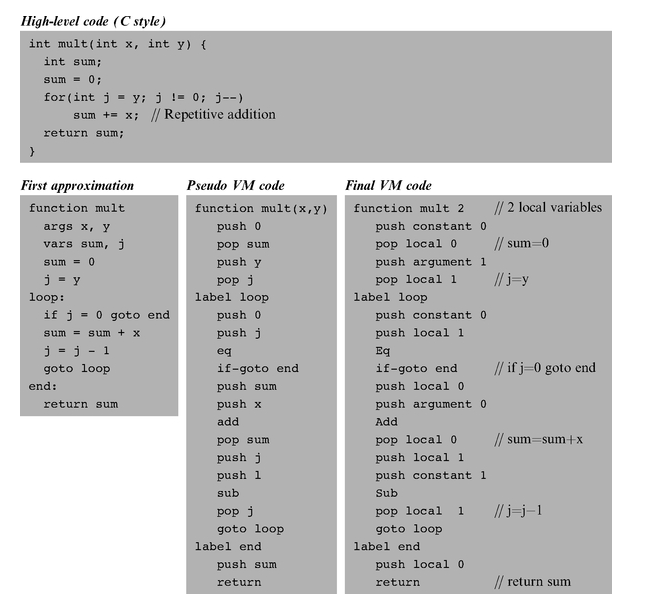 High-level code (C style)
int mult(int x, int y) {
int sum;
sum = 0;
for(int j = y; j != 0; j--)
sum += x; // Repetitive addition
return sum;
}
First approximation
function mult
args x, y
vars sum, j
sum = 0
j = y
loop:
if j = 0 goto end
sum = sum + x
j = j - 1
goto loop
end:
return sum
Pseudo VM code
function mult(x,y)
push 0
pop sum
push y
pop j
label loop
push 0
push j
eq
if-goto end
push sum
push x
add
pop sum
push j
push 1
sub
pop j
goto loop
label end
push sum
return
Final VM code
function mult 2 // 2 local variables
push constant 0
pop local 0 // sum=0
push argument 1
pop local 1 // j=y
label loop
push constant 0
push local 1
Eq
if-goto end // if j=0 goto end
push local 0
push argument 0
Add
pop local 0 // sum=sum+x
push local 1
push constant 1
Sub
pop local 1 // j=j−1
goto loop
label end
push local 0
return // return sum